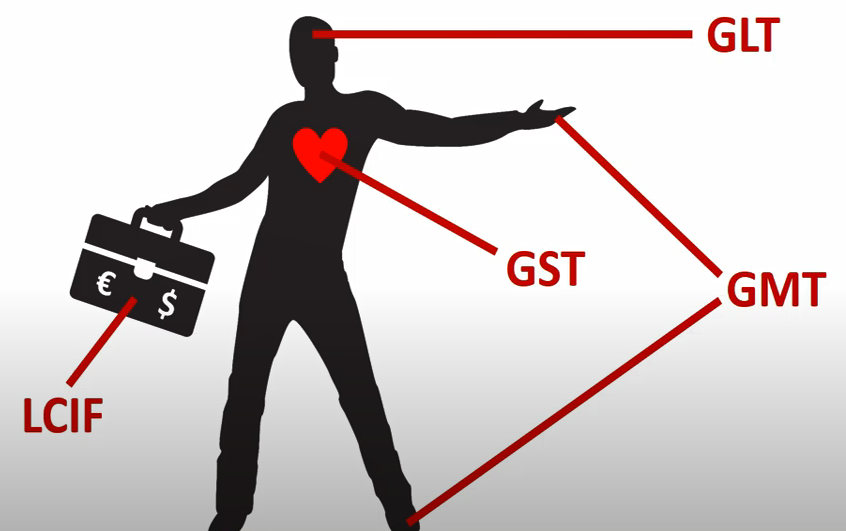 GLT
GST
GMT
€ $
LCIF